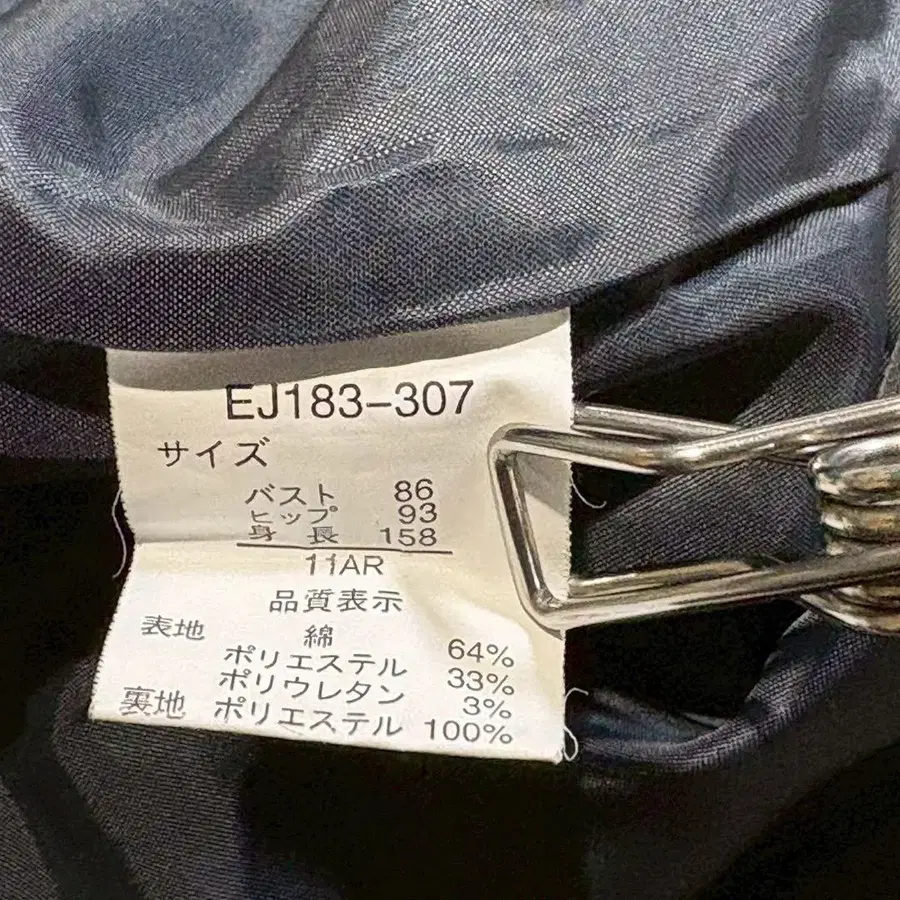 EJ183-307
サイズ
バスト 86
ヒップ 93
身長 158
11AR
品質表示
表地 綿 64%
ポリエステル 33%
ポリウレタン 3%
裏地 ポリエステル 100%